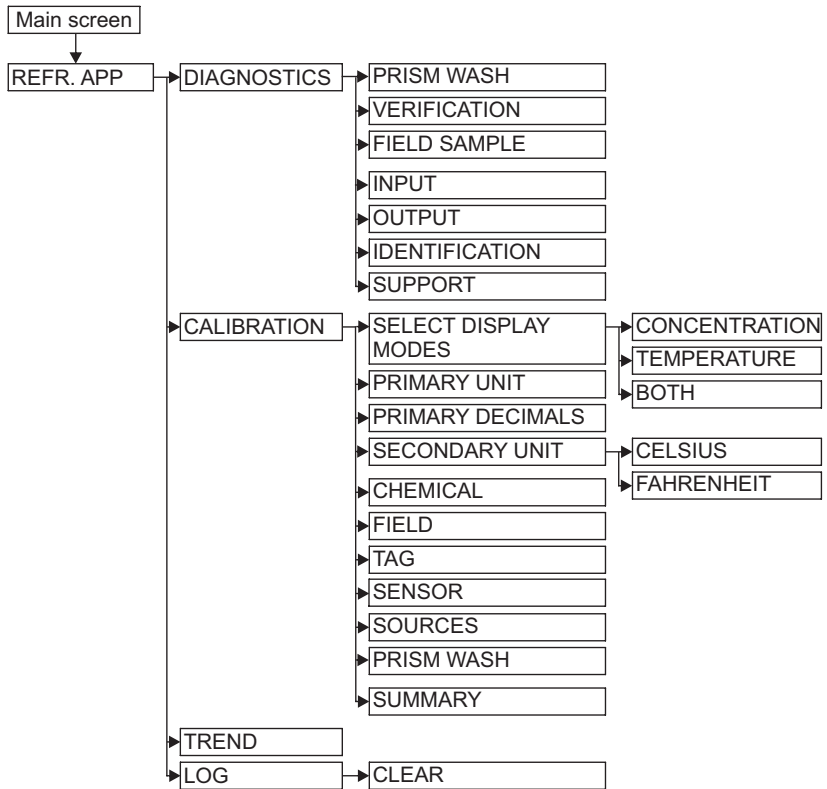 Main screen
REFR. APP
DIAGNOSTICS
PRISM WASH
VERIFICATION
FIELD SAMPLE
INPUT
OUTPUT
IDENTIFICATION
SUPPORT
CALIBRATION
SELECT DISPLAY
MODES
CONCENTRATION
TEMPERATURE
BOTH
PRIMARY UNIT
PRIMARY DECIMALS
SECONDARY UNIT
CELSIUS
FAHRENHEIT
CHEMICAL
FIELD
TAG
SENSOR
SOURCES
PRISM WASH
SUMMARY
TREND
LOG
CLEAR